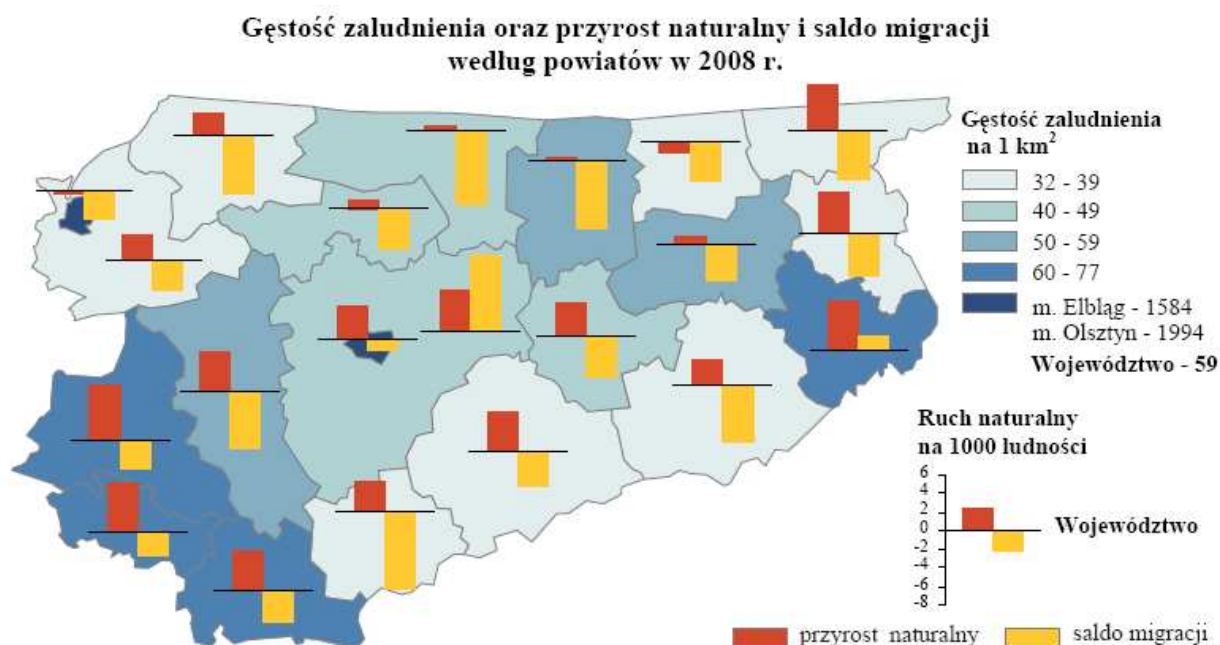 Gęstość zaludnienia oraz przyrost naturalny i saldo migracji
według powiatów w 2008 r.
Gęstość zaludnienia
na 1 km²
32 - 39
40 - 49
50 - 59
60 - 77
m. Elbląg - 1584
m. Olsztyn - 1994
Województwo - 59
Ruch naturalny
na 1000 ludności
6
4
2
0
-2
-4
-6
-8
Województwo
przyrost naturalny
saldo migracji